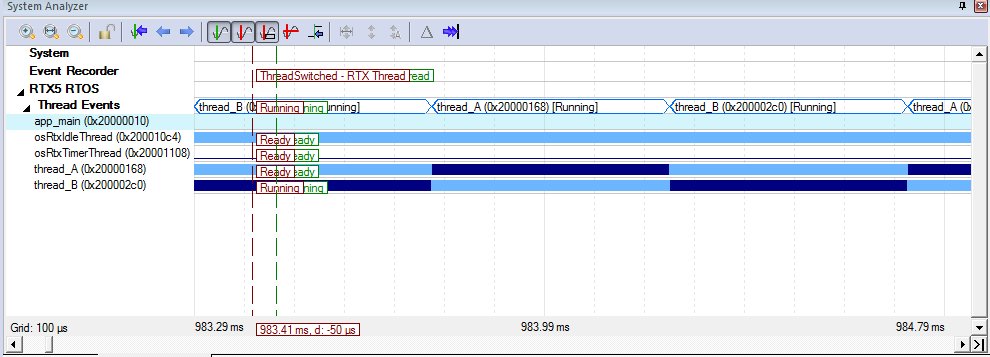 System Analyzer
System
Event Recorder
ThreadSwitched - RTX Thread read
RTX5 RTOS
Thread Events
thread_B (0 Running ning unning] thread_A (0x20000168) [Running] thread_B (0x200002c0) [Running] thread_A (0x
app_main (0x20000010)
osRtxIdleThread (0x200010c4) Ready eady
osRtxTimerThread (0x20001108) Ready eady
thread_A (0x20000168) Ready eady
thread_B (0x200002c0) Running ning
Grid: 100 µs 983.29 ms 983.41 ms, d: -50 µs 983.99 ms 984.79 ms